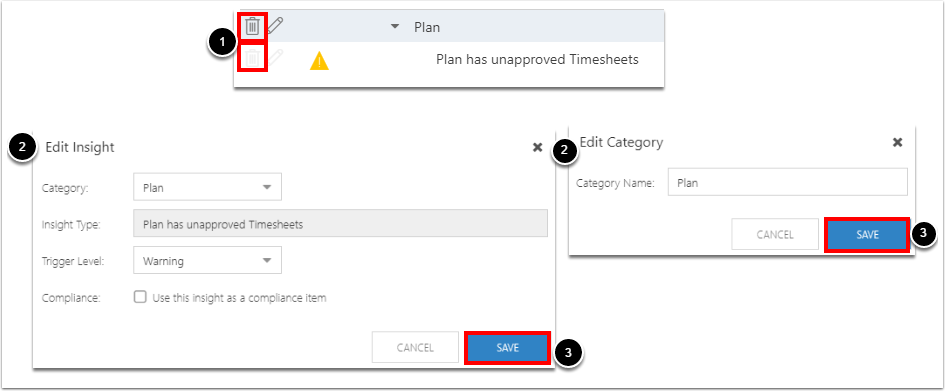 1
Plan
Plan has unapproved Timesheets
2
Edit Insight
Category:
Plan
Insight Type:
Plan has unapproved Timesheets
Trigger Level:
Warning
Compliance:
Use this insight as a compliance item
CANCEL
SAVE
3
2
Edit Category
Category Name:
Plan
CANCEL
SAVE
3